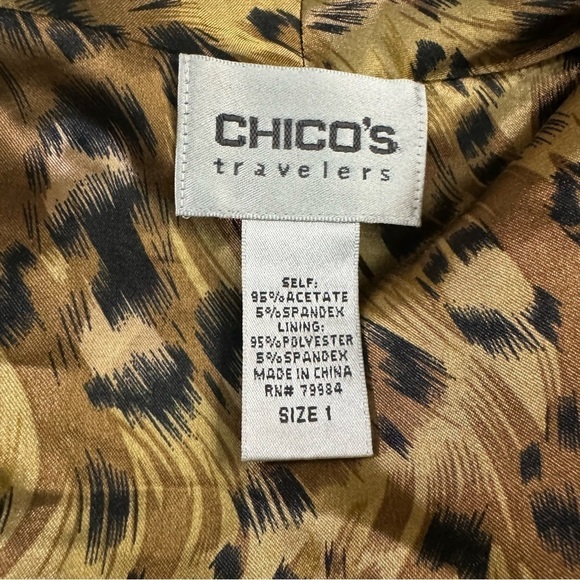 CHICO'S
travelers
SELF:
95%ACETATE
5%SPANDEX
LINING:
95%POLYESTER
5%SPANDEX
MADE IN CHINA
RN# 79984
SIZE 1